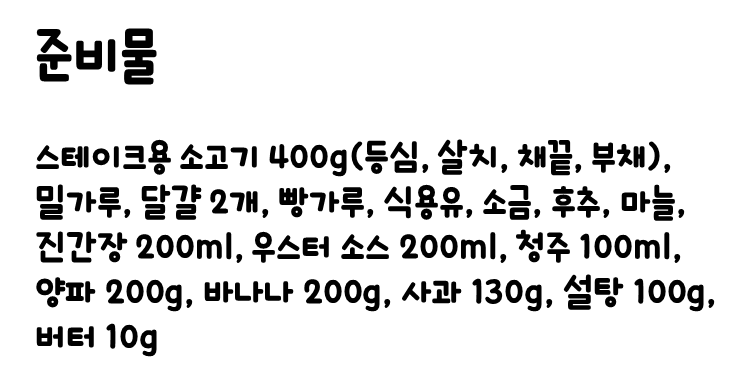 준비물
스테이크용 소고기 400g(등심, 살치, 채끝, 부채),
밀가루, 달걀 2개, 빵가루, 식용유, 소금, 후추, 마늘,
진간장 200ml, 우스터 소스 200ml, 청주 100ml,
양파 200g, 바나나 200g, 사과 130g, 설탕 100g,
버터 10g